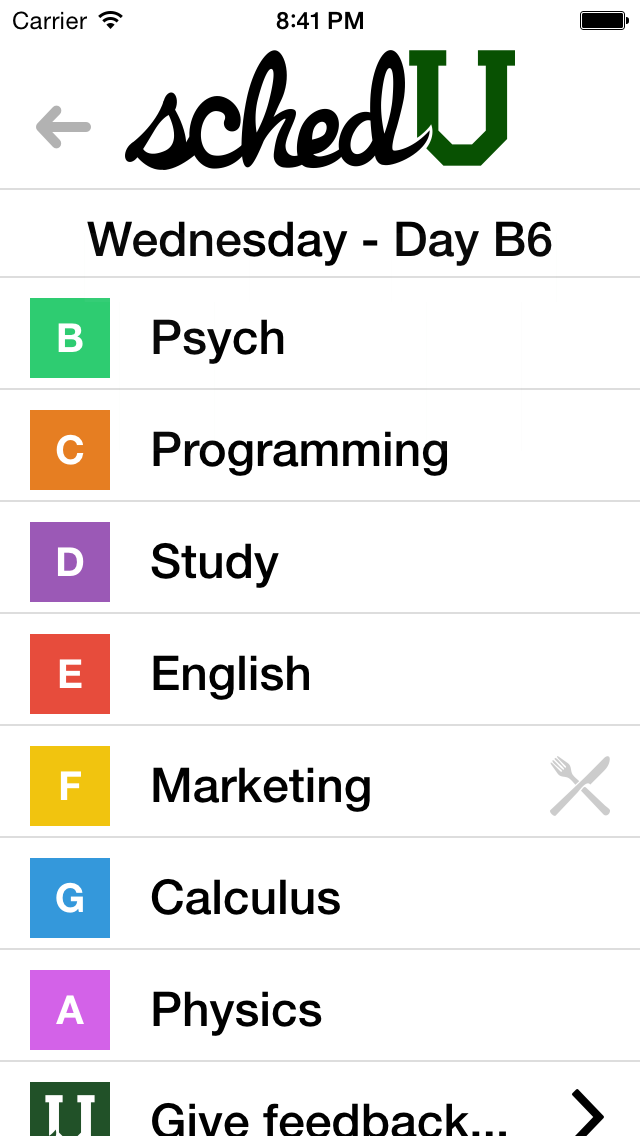 Carrier 8:41 PM
schedU
Wednesday - Day B6
B Psych
C Programming
D Study
E English
F Marketing
G Calculus
A Physics
U Give feedback...